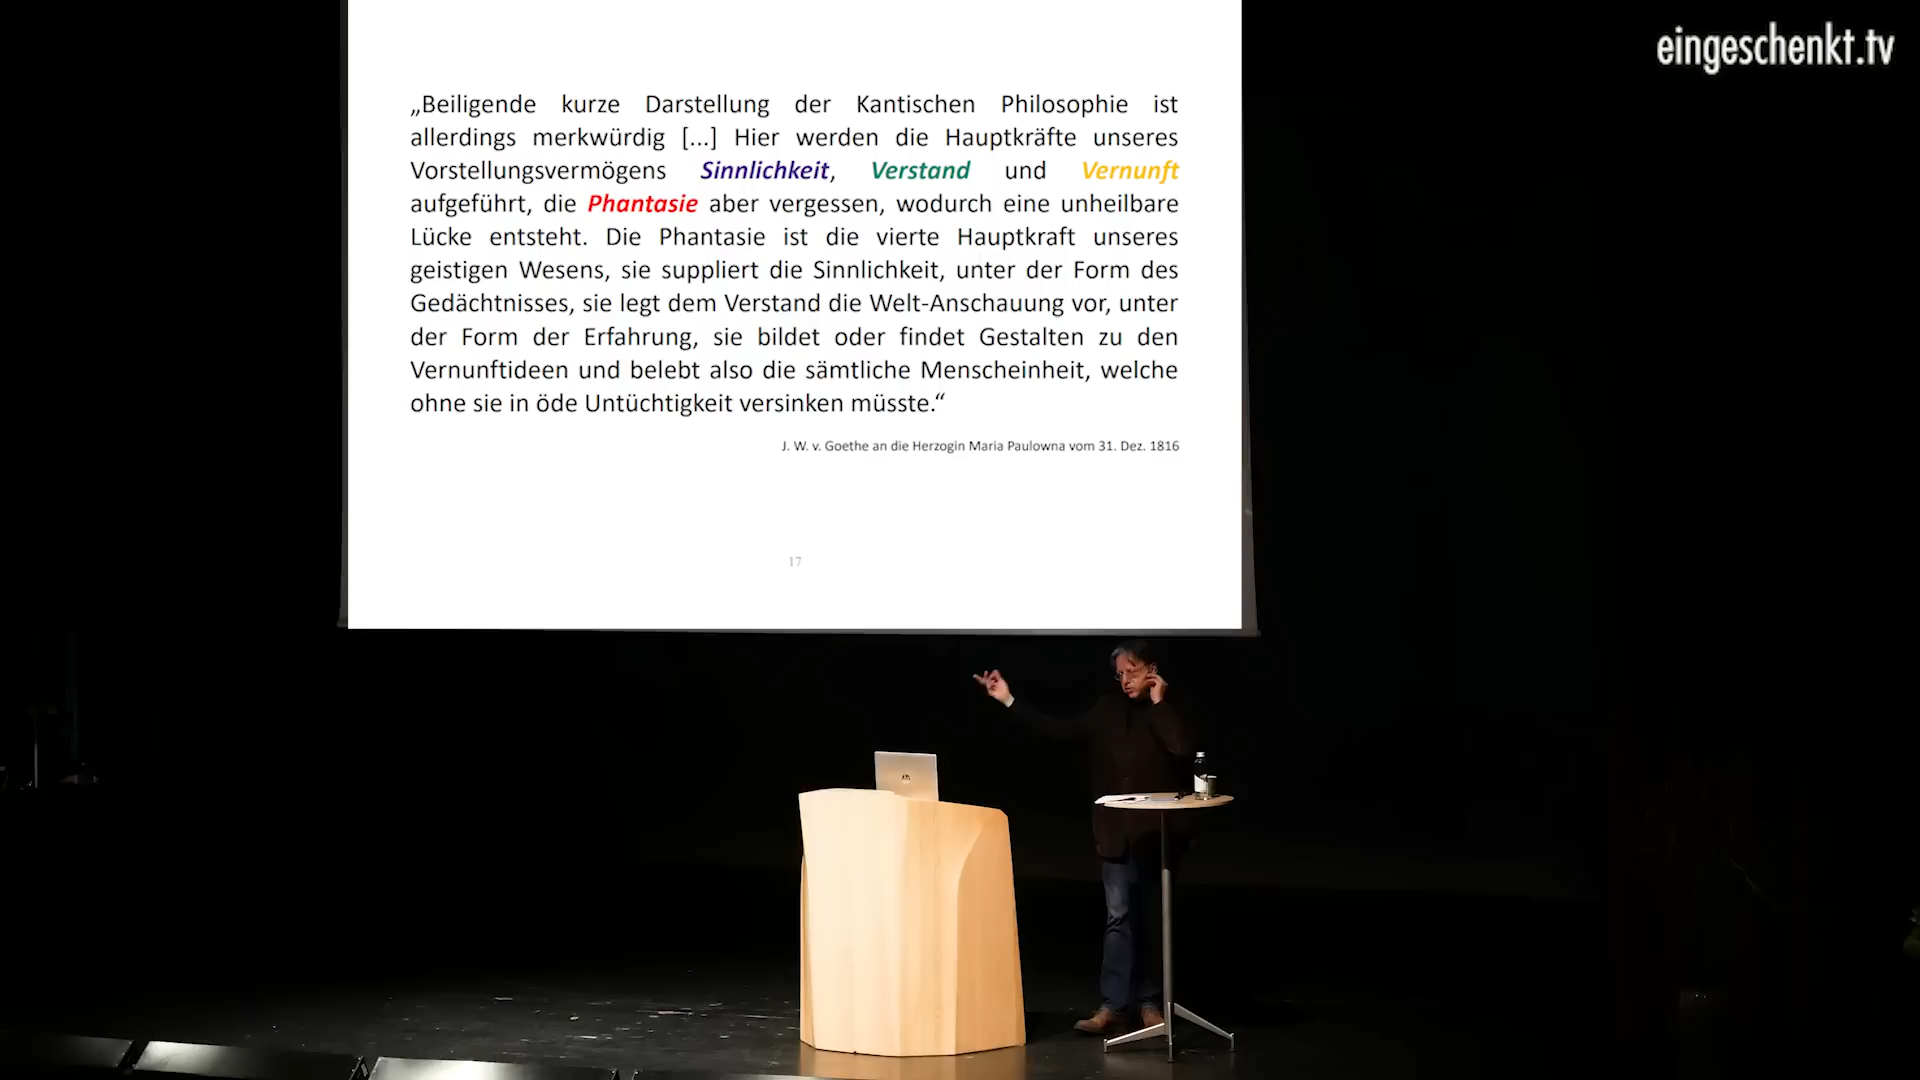 eingeschenkt.tv
„Beiligende kurze Darstellung der Kantischen Philosophie ist
allerdings merkwürdig [...] Hier werden die Hauptkräfte unseres
Vorstellungsvermögens Sinnlichkeit, Verstand und Vernunft
aufgeführt, die Phantasie aber vergessen, wodurch eine unheilbare
Lücke entsteht. Die Phantasie ist die vierte Hauptkraft unseres
geistigen Wesens, sie suppliert die Sinnlichkeit, unter der Form des
Gedächtnisses, sie legt dem Verstand die Welt-Anschauung vor, unter
der Form der Erfahrung, sie bildet oder findet Gestalten zu den
Vernunftideen und belebt also die sämtliche Menscheinheit, welche
ohne sie in öde Untüchtigkeit versinken müsste.“
J. W. v. Goethe an die Herzogin Maria Paulowna vom 31. Dez. 1816
17
hp